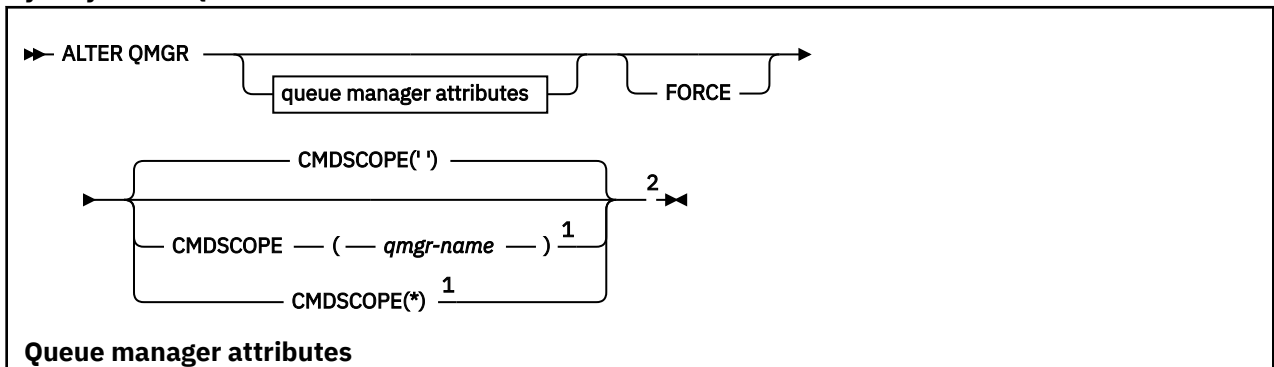 ALTER QMGR
queue manager attributes
FORCE
CMDSCOPE(' ')
2
CMDSCOPE ( qmgr-name ) 1
CMDSCOPE(*) 1
Queue manager attributes